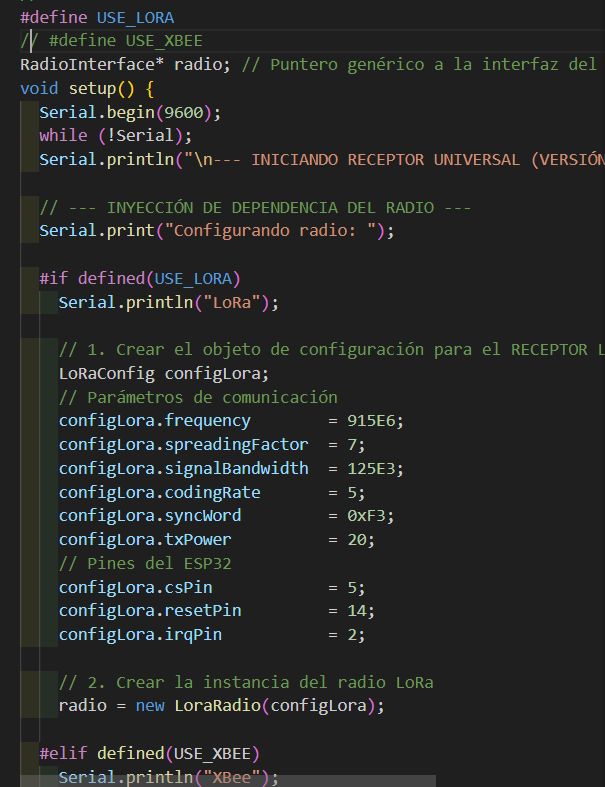 #define USE_LORA
// #define USE_XBEE
RadioInterface* radio; // Puntero genérico a la interfaz del
void setup() {
  Serial.begin(9600);
  while (!Serial);
  Serial.println("\n--- INICIANDO RECEPTOR UNIVERSAL (VERSIÓN
  // --- INYECCIÓN DE DEPENDENCIA DEL RADIO ---
  Serial.print("Configurando radio: ");
  #if defined(USE_LORA)
    Serial.println("LoRa");
    // 1. Crear el objeto de configuración para el RECEPTOR L
    LoRaConfig configLora;
    // Parámetros de comunicación
    configLora.frequency        = 915E6;
    configLora.spreadingFactor  = 7;
    configLora.signalBandwidth  = 125E3;
    configLora.codingRate       = 5;
    configLora.syncWord         = 0xF3;
    configLora.txPower          = 20;
    // Pines del ESP32
    configLora.csPin            = 5;
    configLora.resetPin         = 14;
    configLora.irqPin           = 2;
    // 2. Crear la instancia del radio LoRa
    radio = new LoraRadio(configLora);
  #elif defined(USE_XBEE)
    Serial.println("XBee");